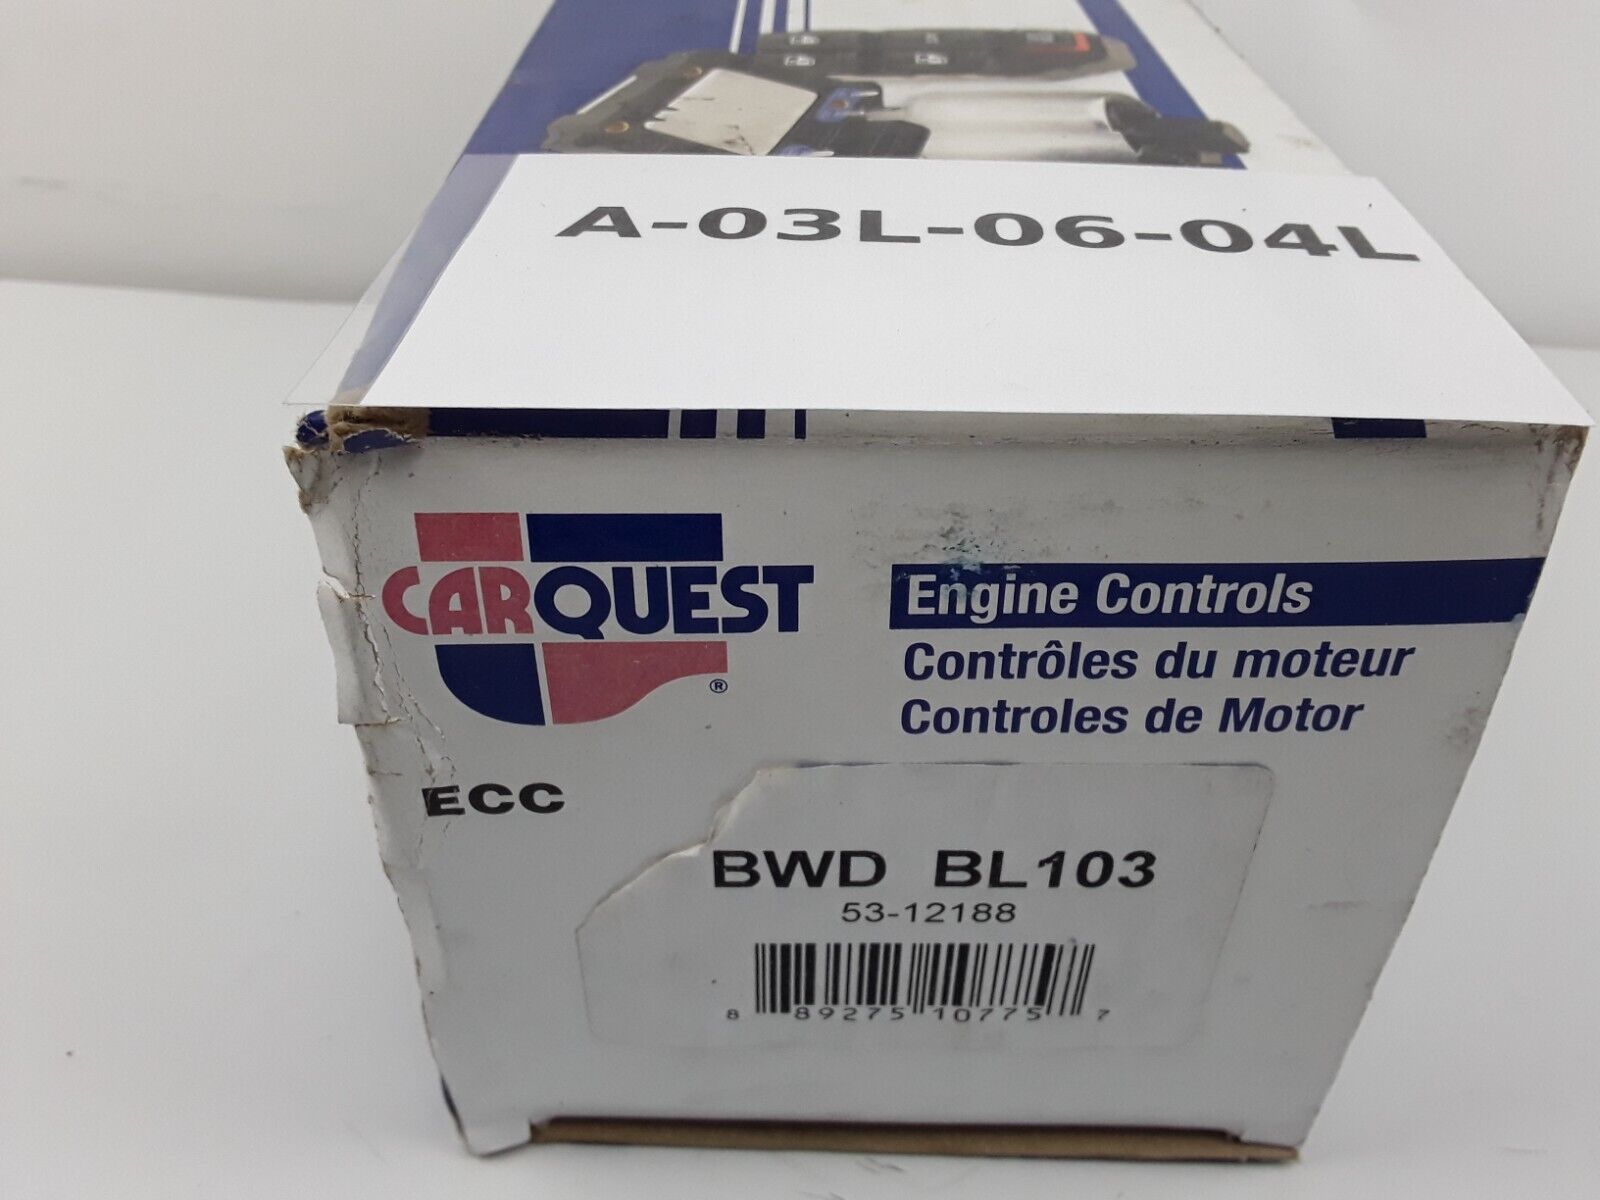 A-03L-06-04L
CARQUEST
®
Engine Controls
Contrôles du moteur
Controles de Motor
ECC
BWD BL103
53-12188
8 89275 10775 7